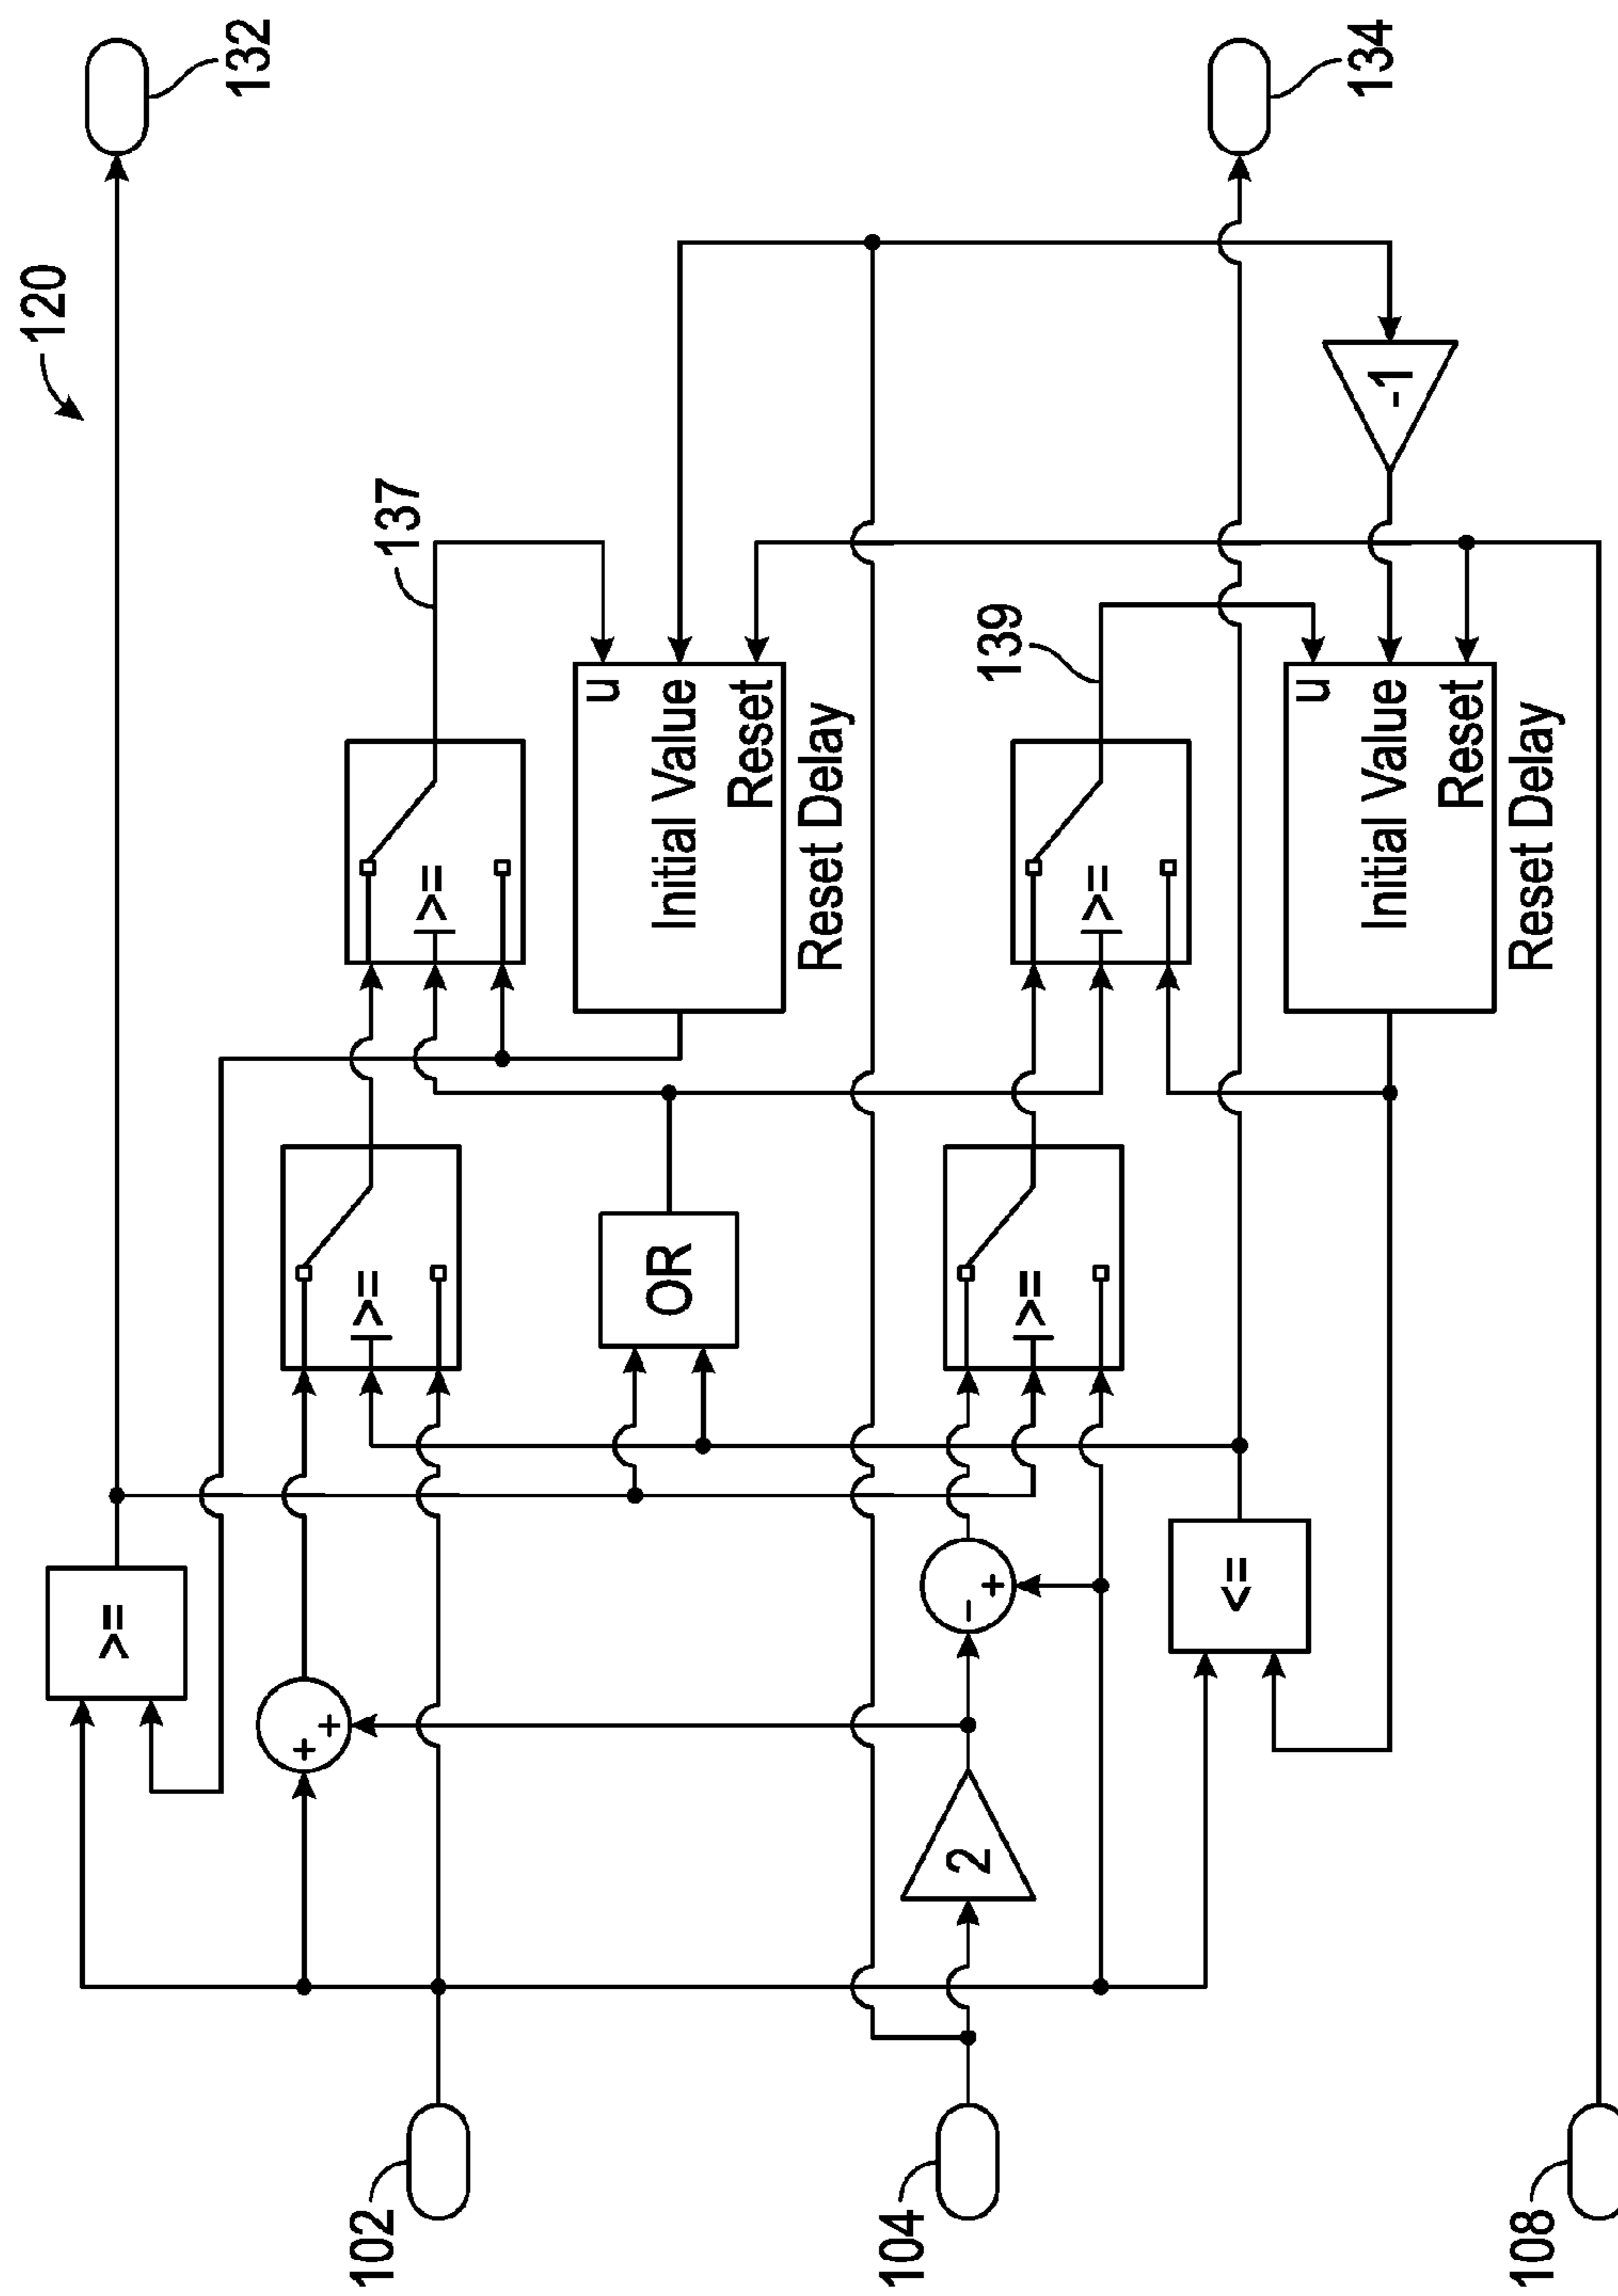 120
>=
132
+
+
>=
102
137
>=
u
OR
Initial Value
Reset
Reset Delay
104
2
-
+
>=
139
>=
<=
134
u
Initial Value
-1
Reset
Reset Delay
108